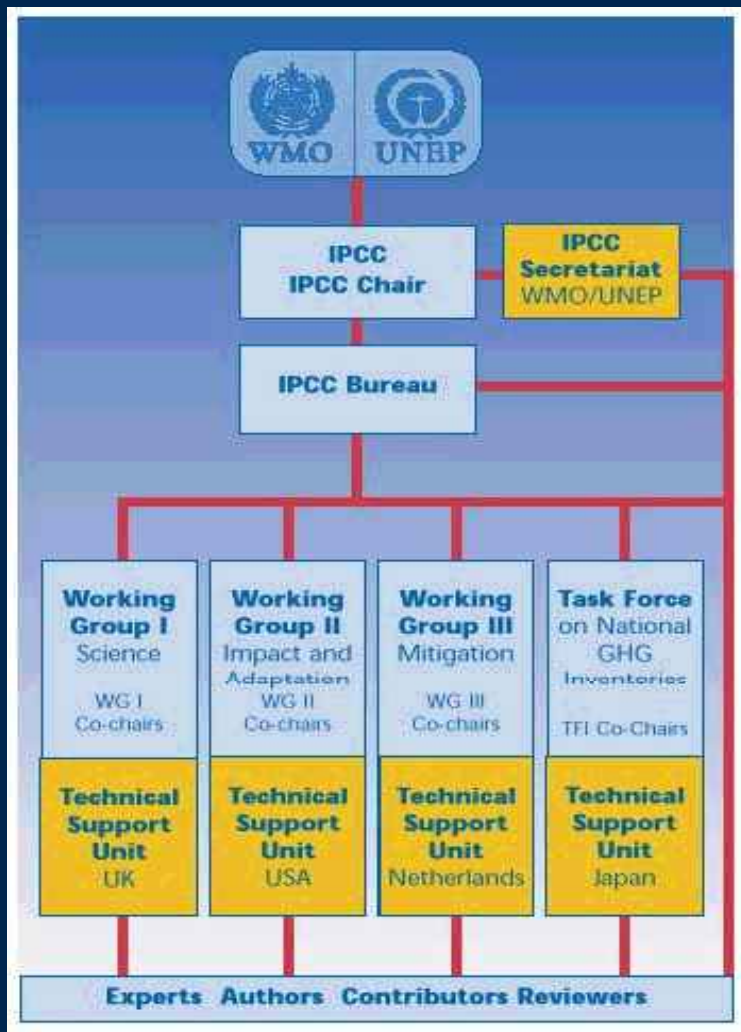 WMO UNEP
IPCC
IPCC Chair
IPCC
Secretariat
WMO/UNEP
IPCC Bureau
Working
Group I
Science
WG I
Co-chairs
Working
Group II
Impact and
Adaptation
WG II
Co-chairs
Working
Group III
Mitigation
WG III
Co-chairs
Task Force
on National
GHG
Inventories
TFI Co-Chairs
Technical
Support
Unit
UK
Technical
Support
Unit
USA
Technical
Support
Unit
Netherlands
Technical
Support
Unit
Japan
Experts Authors Contributors Reviewers